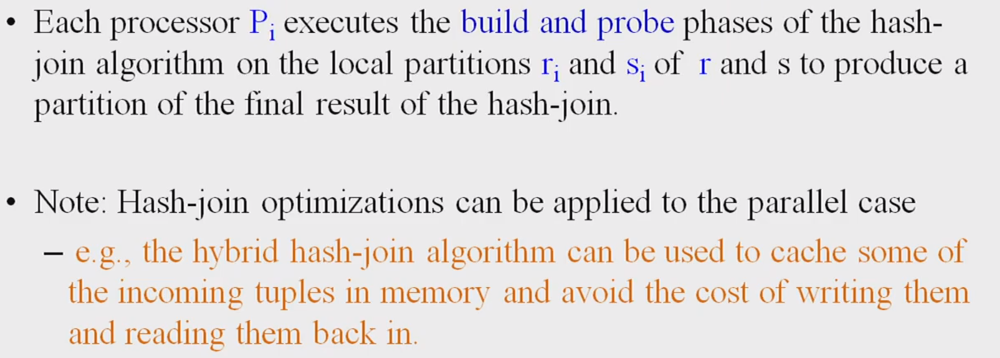 • Each processor Pi executes the build and probe phases of the hash-
join algorithm on the local partitions ri and si of r and s to produce a
partition of the final result of the hash-join.
• Note: Hash-join optimizations can be applied to the parallel case
– e.g., the hybrid hash-join algorithm can be used to cache some of
the incoming tuples in memory and avoid the cost of writing them
and reading them back in.